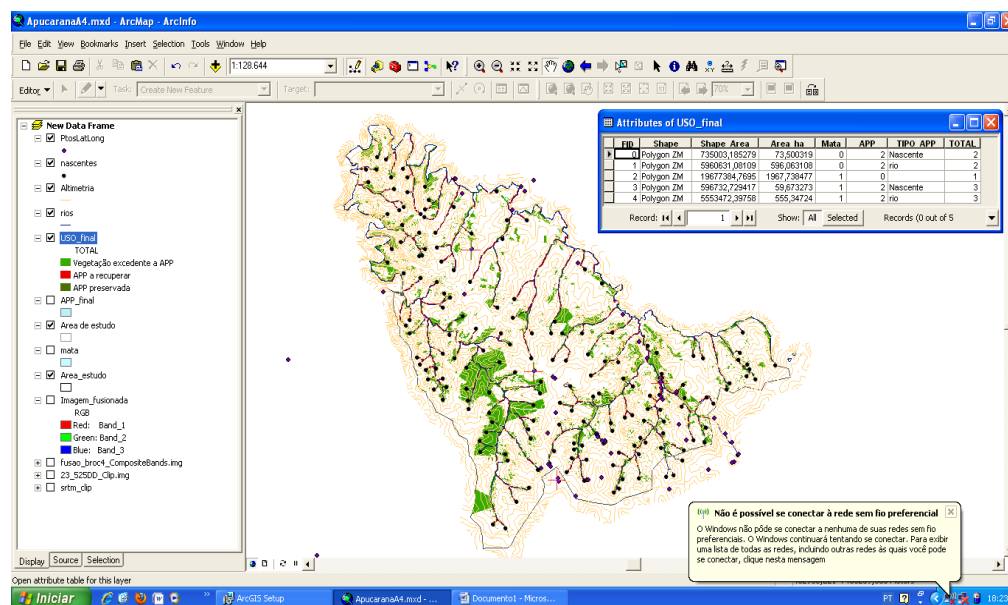 ApucaranaA4.mxd - ArcMap - ArcInfo
File Edit View Bookmarks Insert Selection Tools Window Help
1:128.644
Editor Task: Create New Feature Target: 70%
New Data Frame
PtosLatLong
nascentes
Altimetria
rios
USO_final
TOTAL
Vegetação excedente a APP
APP a recuperar
APP preservada
APP_final
Area de estudo
mata
Area_estudo
Imagem_fusionada
RGB
Red: Band_1
Green: Band_2
Blue: Band_3
fusao_broc4_CompositeBands.img
23_525DD_Clip.img
srtm_clip
Display Source Selection
Attributes of USO_final
FID Shape Shape_Area Area_ha Mata APP TIPO_APP TOTAL
0 Polygon ZM 735003,185279 73,500319 0 2 Nascente 2
1 Polygon ZM 5960631,08109 596,063108 0 2 rio 2
2 Polygon ZM 19677384,7695 1967,738477 1 0 1
3 Polygon ZM 596732,729417 59,673273 1 2 Nascente 3
4 Polygon ZM 5553472,39758 555,34724 1 2 rio 3
Record: 1 Show: All Selected Records (0 out of 5
Não é possível se conectar à rede sem fio preferencial
O Windows não pôde se conectar a nenhuma de suas redes sem fio
preferenciais. O Windows continuará tentando se conectar. Para exibir
uma lista de todas as redes, incluindo outras redes às quais você pode
se conectar, clique nesta mensagem
Open attribute table for this layer
Iniciar ArcGIS Setup ApucaranaA4.mxd - ... Documento1 - Micros... PT 18:23